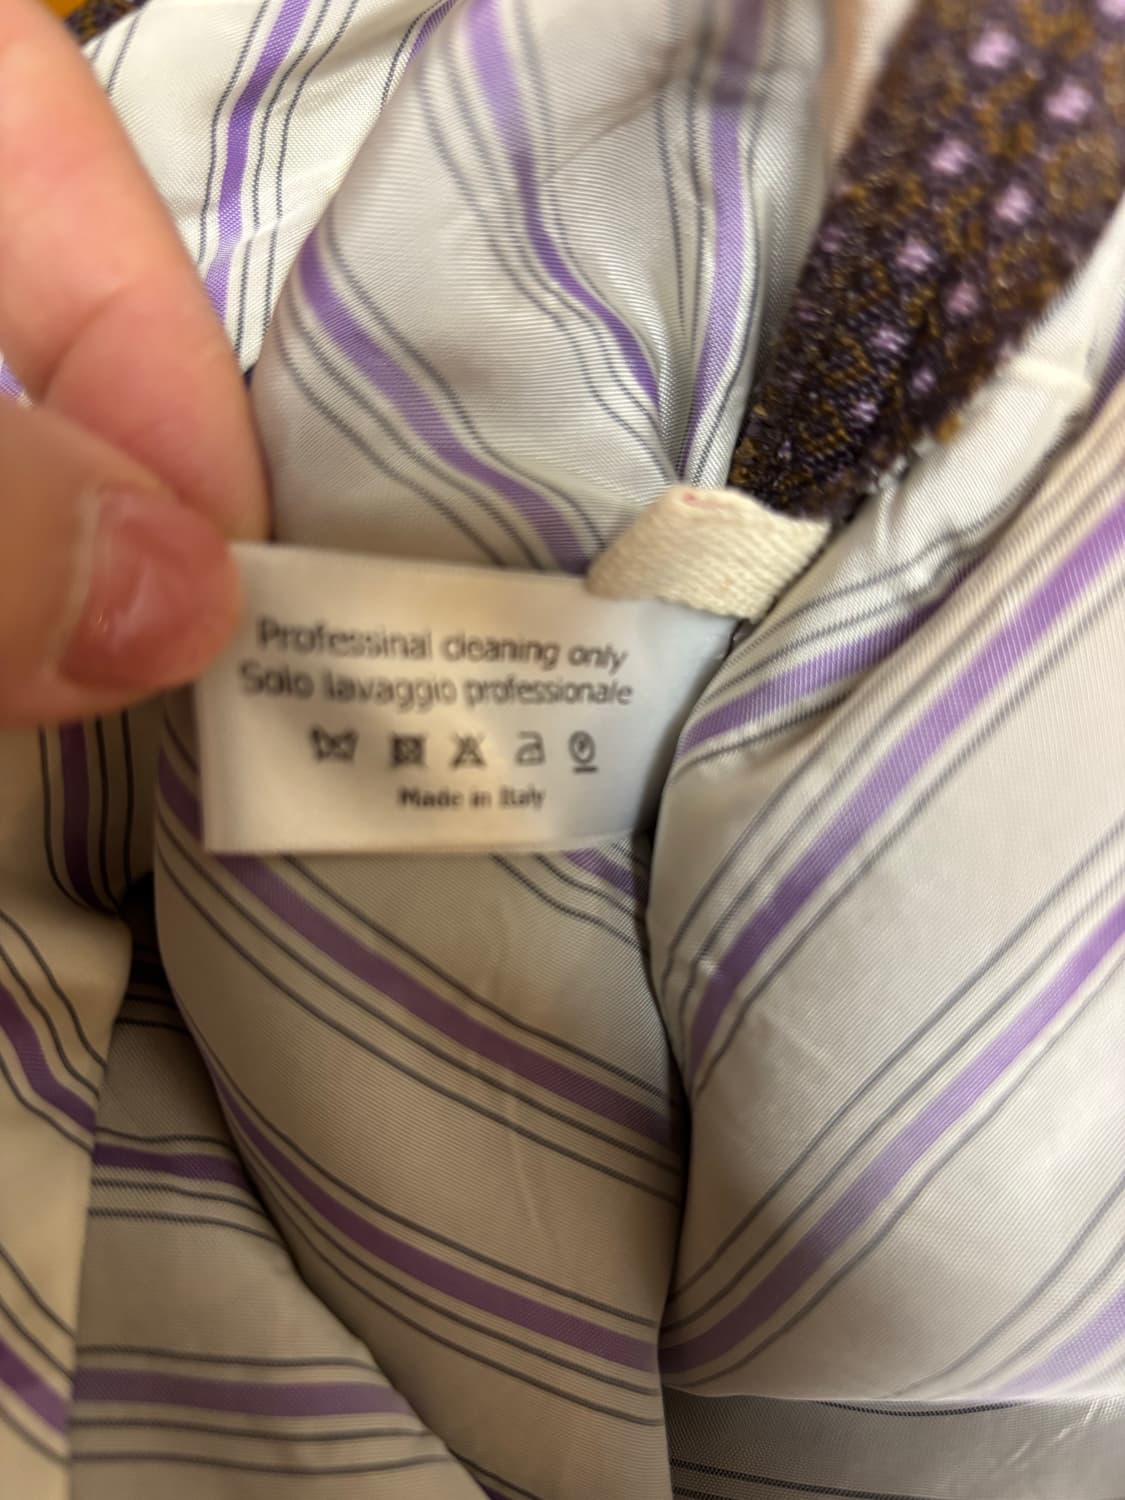 Professinal cleaning only
Solo lavaggio professionale
Made in Italy